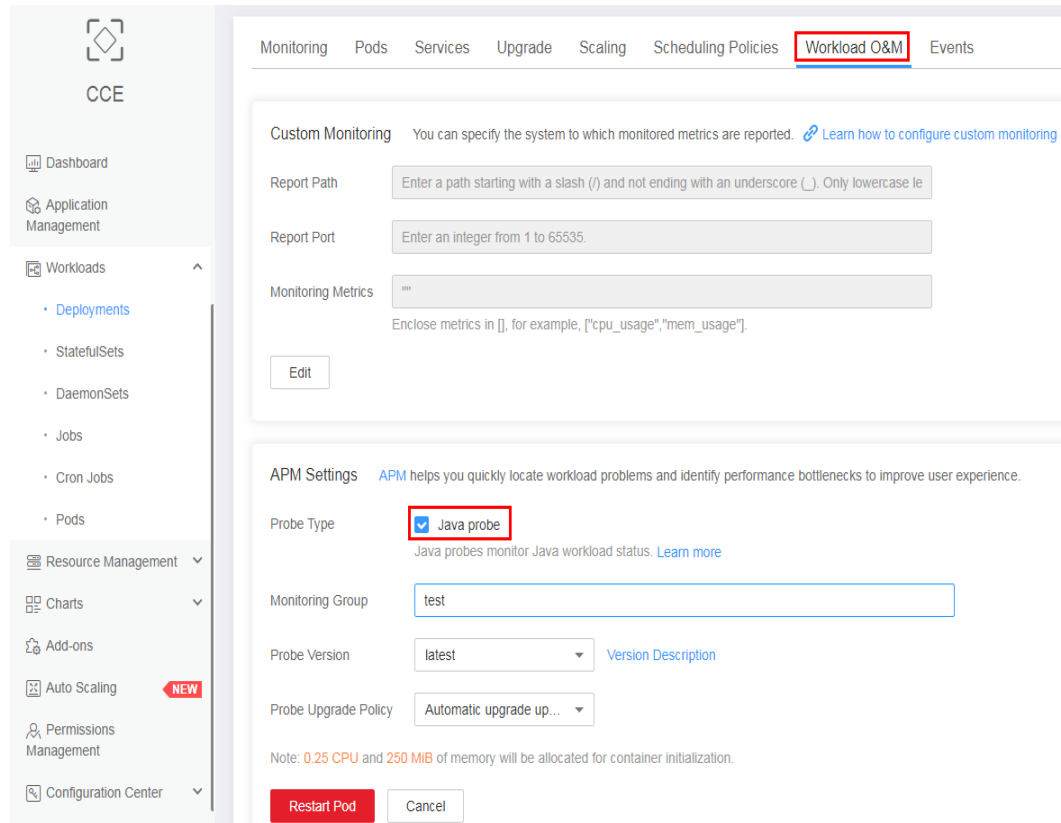 CCE
Dashboard
Application
Management
Workloads
Deployments
StatefulSets
DaemonSets
Jobs
Cron Jobs
Pods
Resource Management
Charts
Add-ons
Auto Scaling NEW
Permissions
Management
Configuration Center
Monitoring Pods Services Upgrade Scaling Scheduling Policies Workload O&M Events
Custom Monitoring You can specify the system to which monitored metrics are reported. Learn how to configure custom monitoring
Report Path Enter a path starting with a slash (/) and not ending with an underscore (_). Only lowercase le
Report Port Enter an integer from 1 to 65535.
Monitoring Metrics ""
Enclose metrics in [], for example, ["cpu_usage","mem_usage"].
Edit
APM Settings APM helps you quickly locate workload problems and identify performance bottlenecks to improve user experience.
Probe Type Java probe
Java probes monitor Java workload status. Learn more
Monitoring Group test
Probe Version latest Version Description
Probe Upgrade Policy Automatic upgrade up...
Note: 0.25 CPU and 250 MiB of memory will be allocated for container initialization.
Restart Pod Cancel